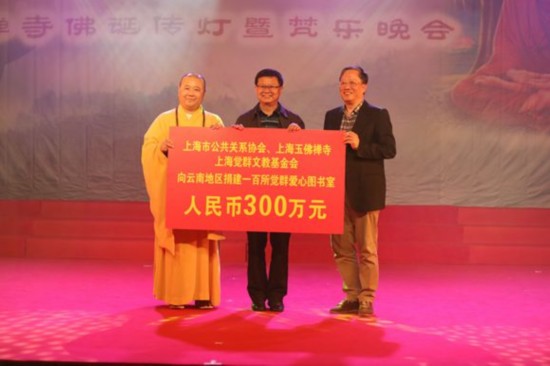 禅寺佛诞传灯暨梵乐晚会
上海市公共关系协会、上海玉佛禅寺
上海觉群文教基金会
向云南地区捐建一百所觉群爱心图书室
人民币300万元